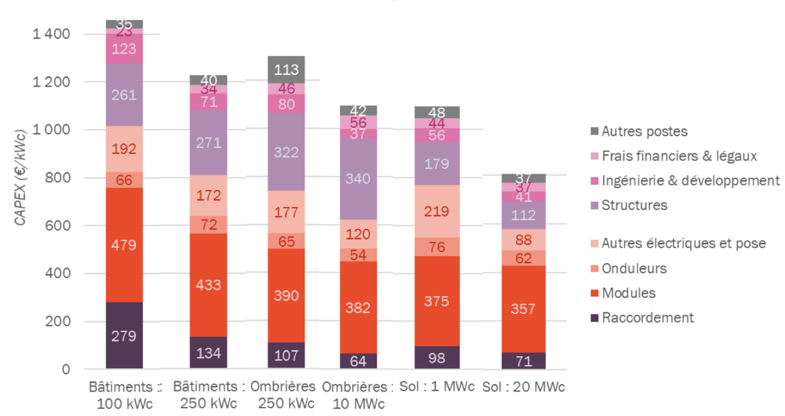 CAPEX (€/kWc)
1 400
1 200
1 000
800
600
400
200
0
35
23
123
261
192
66
479
279
40
34
71
271
172
72
433
134
113
46
80
322
177
65
390
107
42
56
37
340
120
54
382
64
48
44
56
179
219
76
375
98
37
37
41
112
88
62
357
71
Bâtiments :
100 kWc
Bâtiments :
250 kWc
Ombrières
250 kWc
Ombrières :
10 MWc
Sol : 1 MWc
Sol : 20 MWc
Autres postes
Frais financiers & légaux
Ingénierie & développement
Structures
Autres électriques et pose
Onduleurs
Modules
Raccordement